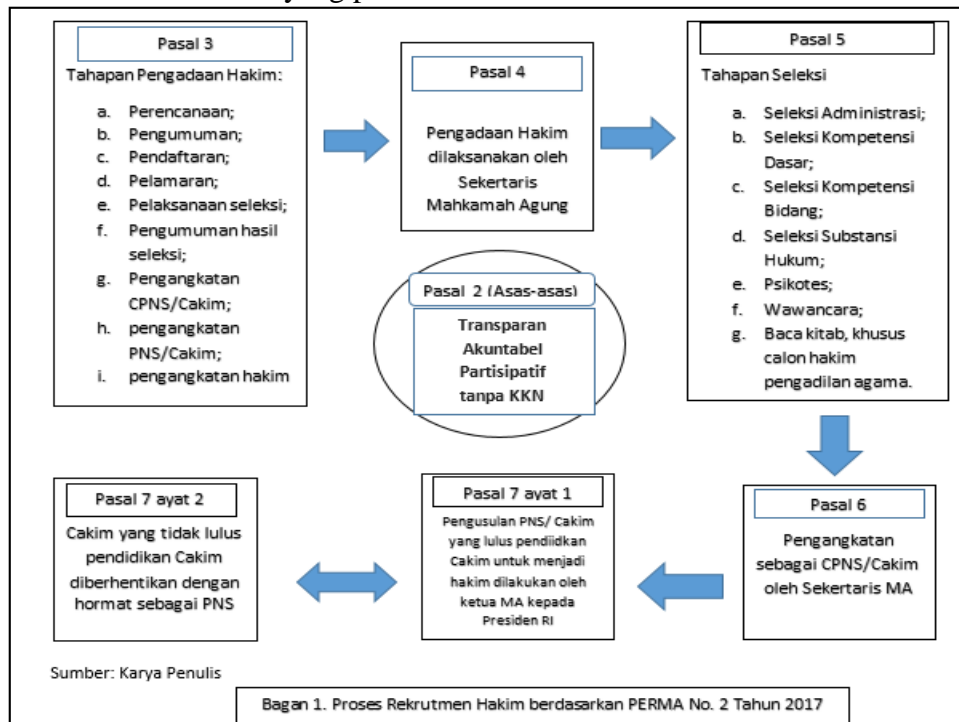 Pasal 3
Tahapan Pengadaan Hakim:
a. Perencanaan;
b. Pengumuman;
c. Pendaftaran;
d. Pelamaran;
e. Pelaksanaan seleksi;
f. Pengumuman hasil
seleksi;
g. Pengangkatan
CPNS/Cakim;
h. pengangkatan
PNS/Cakim;
i. pengangkatan hakim
Pasal 4
Pengadaan Hakim
dilaksanakan oleh
Sekertaris
Mahkamah Agung
Pasal 5
Tahapan Seleksi
a. Seleksi Administrasi;
b. Seleksi Kompetensi
Dasar;
c. Seleksi Kompetensi
Bidang;
d. Seleksi Substansi
Hukum;
e. Psikotes;
f. Wawancara;
g. Baca kitab, khusus
calon hakim
pengadilan agama.
Pasal 2 (Asas-asas)
Transparan
Akuntabel
Partisipatif
tanpa KKN
Pasal 6
Pengangkatan
sebagai CPNS/Cakim
oleh Sekertaris MA
Pasal 7 ayat 1
Pengusulan PNS/ Cakim
yang lulus pendiidkan
Cakim untuk menjadi
hakim dilakukan oleh
ketua MA kepada
Presiden RI
Pasal 7 ayat 2
Cakim yang tidak lulus
pendidikan Cakim
diberhentikan dengan
hormat sebagai PNS
Sumber: Karya Penulis
Bagan 1. Proses Rekrutmen Hakim berdasarkan PERMA No. 2 Tahun 2017